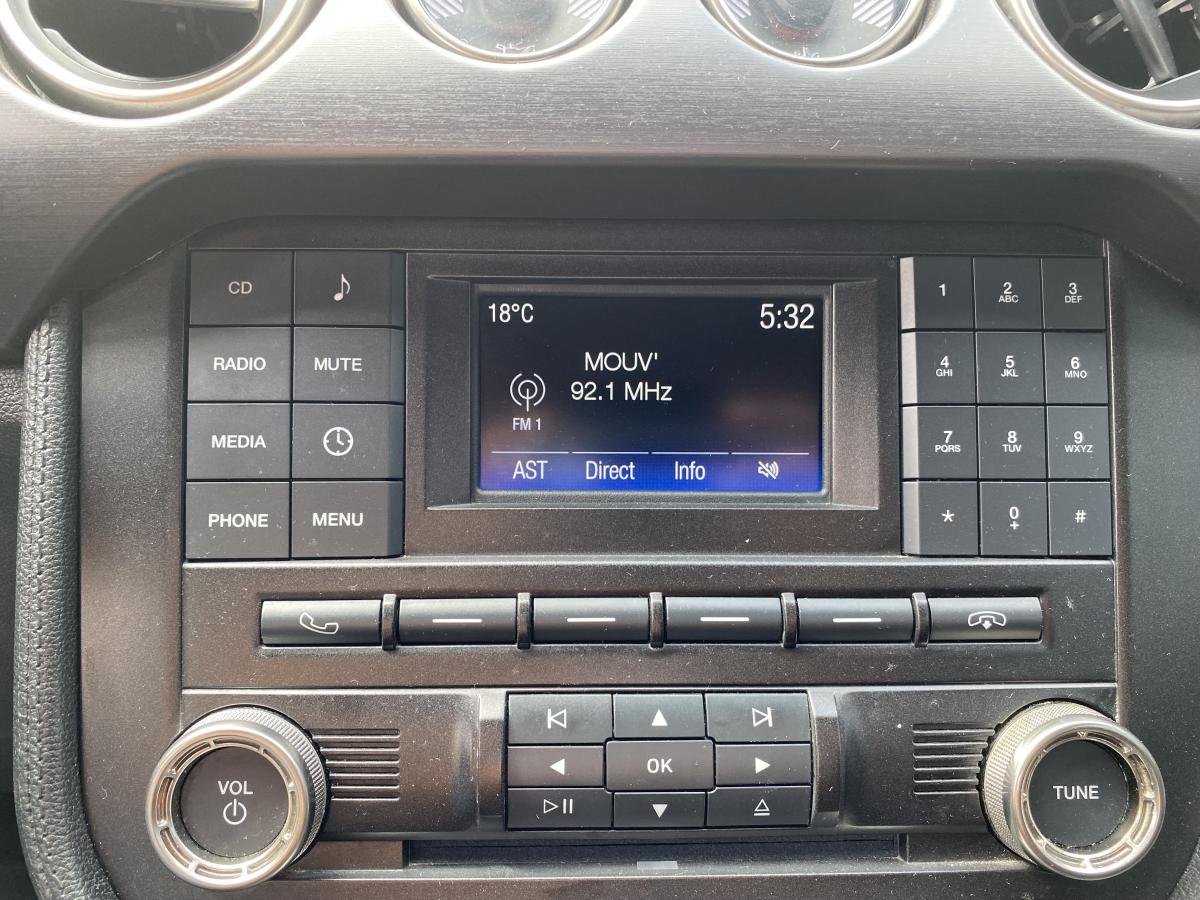 CD
RADIO
MUTE
MEDIA
PHONE
MENU
18°C
5:32
MOUV'
92.1 MHz
FM 1
AST
Direct
Info
1
2
ABC
3
DEF
4
GHI
5
JKL
6
MNO
7
PQRS
8
TUV
9
WXYZ
*
0
+
#
OK
VOL
TUNE